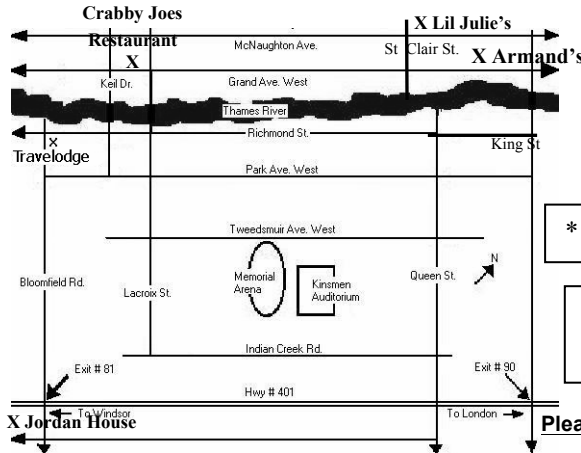 Crabby Joes
Restaurant
X
X Lil Julie's
McNaughton Ave.
St Clair St.
X Armand's
Keil Dr.
Grand Ave. West
Thames River
Richmond St.
King St
x
Travelodge
Park Ave. West
Tweedsmuir Ave. West
*
Bloomfield Rd.
Lacroix St.
Memorial
Arena
Kinsmen
Auditorium
Queen St.
N
Indian Creek Rd.
Exit # 81
Exit # 90
Hwy # 401
To Windsor
To London
X Jordan House
Plea